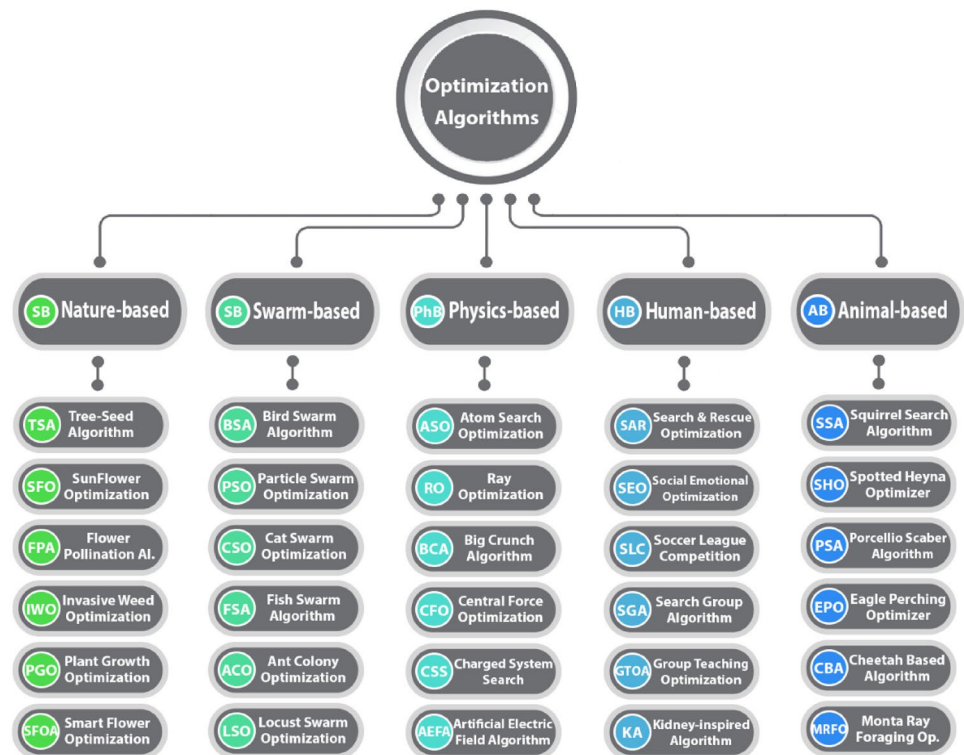 Optimization
Algorithms
SB Nature-based
SB Swarm-based
PhB Physics-based
HB Human-based
AB Animal-based
TSA Tree-Seed
Algorithm
SFO SunFlower
Optimization
FPA Flower
Pollination Al.
IWO Invasive Weed
Optimization
PGO Plant Growth
Optimization
SFOA Smart Flower
Optimization
BSA Bird Swarm
Algorithm
PSO Particle Swarm
Optimization
CSO Cat Swarm
Optimization
FSA Fish Swarm
Algorithm
ACO Ant Colony
Optimization
LSO Locust Swarm
Optimization
ASO Atom Search
Optimization
RO Ray
Optimization
BCA Big Crunch
Algorithm
CFO Central Force
Optimization
CSS Charged System
Search
AEFA Artificial Electric
Field Algorithm
SAR Search & Rescue
Optimization
SEO Social Emotional
Optimization
SLC Soccer League
Competition
SGA Search Group
Algorithm
GTOA Group Teaching
Optimization
KA Kidney-inspired
Algorithm
SSA Squirrel Search
Algorithm
SHO Spotted Heyna
Optimizer
PSA Porcellio Scaber
Algorithm
EPO Eagle Perching
Optimizer
CBA Cheetah Based
Algorithm
MRFO Monta Ray
Foraging Op.